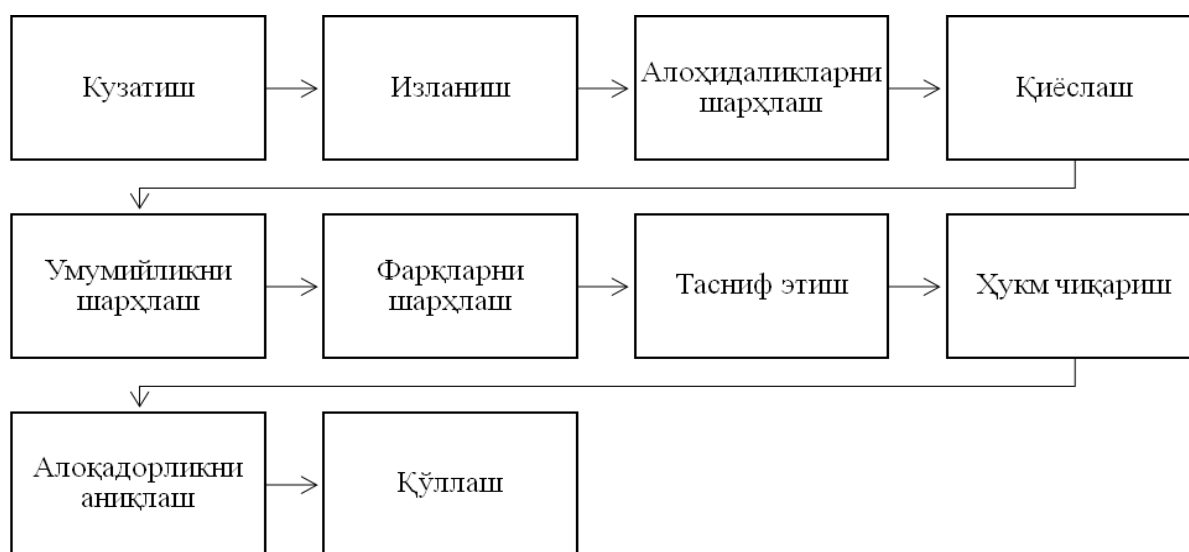 Кузатиш
Изланиш
Алоҳидаликларни
шарҳлаш
Қиёслаш
Умумийликни
шарҳлаш
Фарқларни
шарҳлаш
Тасниф этиш
Ҳукм чиқариш
Алоқадорликни
аниқлаш
Қўллаш